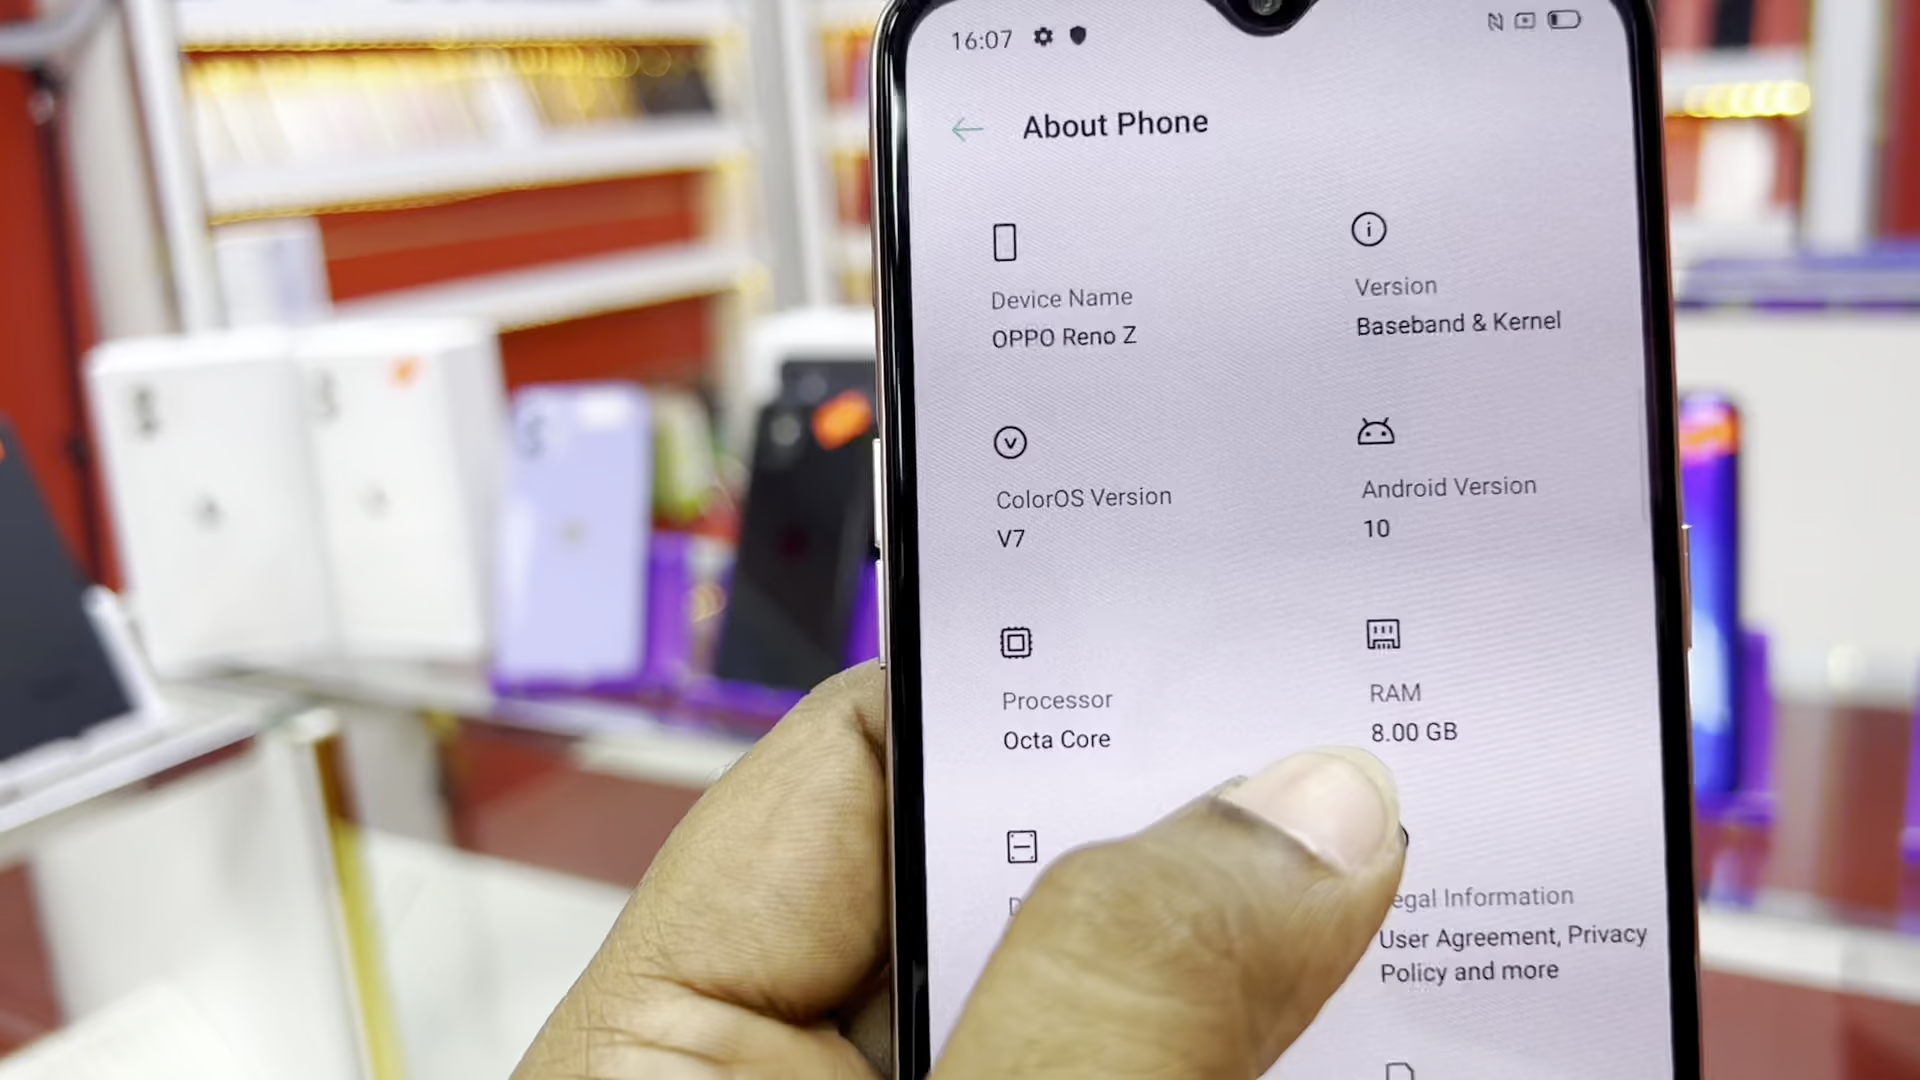 16:07
About Phone
Device Name
OPPO Reno Z
Version
Baseband & Kernel
ColorOS Version
V7
Android Version
10
Processor
Octa Core
RAM
8.00 GB
egal Information
User Agreement, Privacy
Policy and more